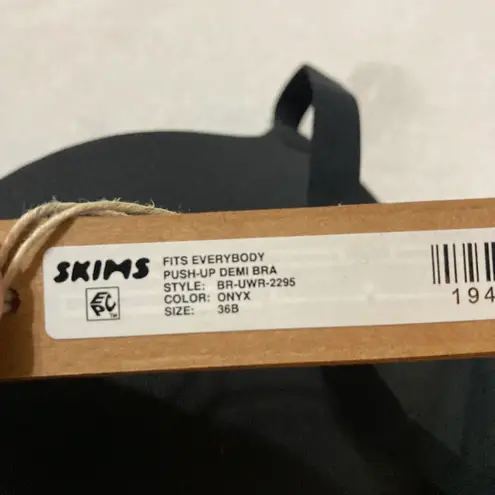 SKIMS
FITS EVERYBODY
PUSH-UP DEMI BRA
STYLE: BR-UWR-2295
COLOR: ONYX
SIZE: 36B
194